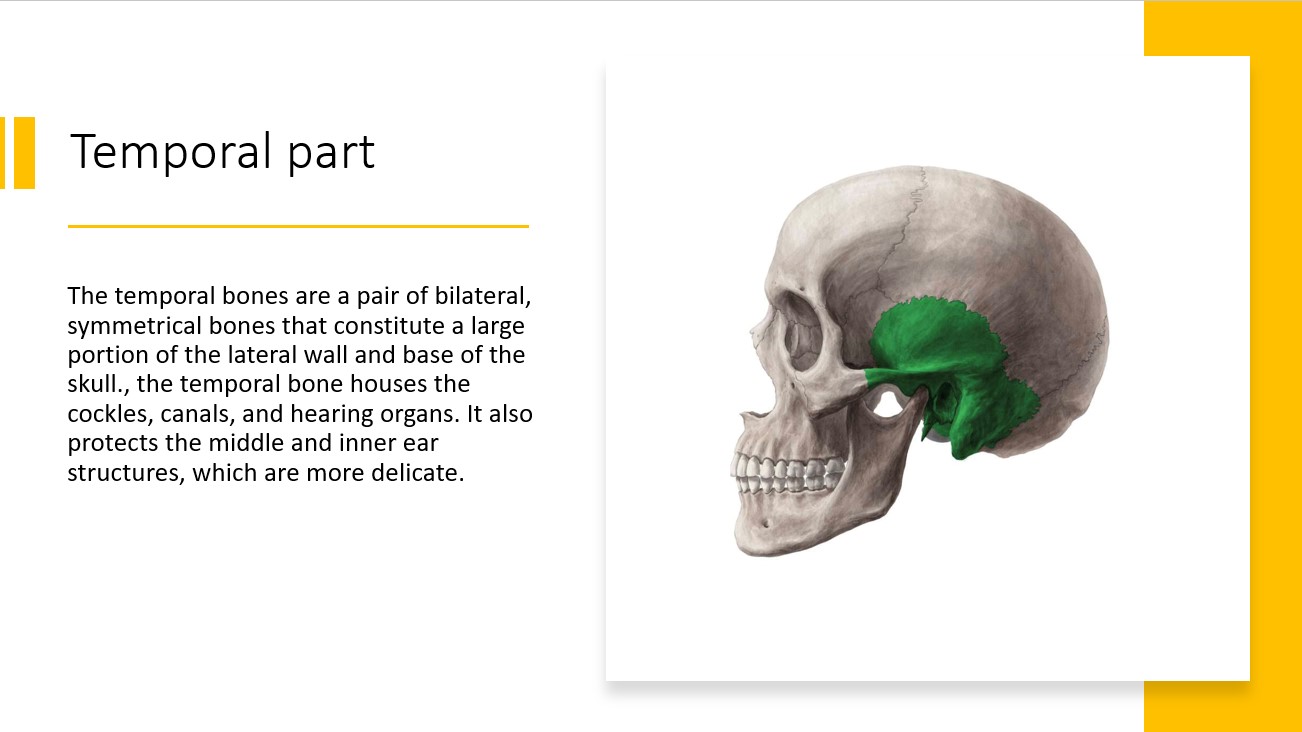 Temporal part
The temporal bones are a pair of bilateral,
symmetrical bones that constitute a large
portion of the lateral wall and base of the
skull., the temporal bone houses the
cockles, canals, and hearing organs. It also
protects the middle and inner ear
structures, which are more delicate.